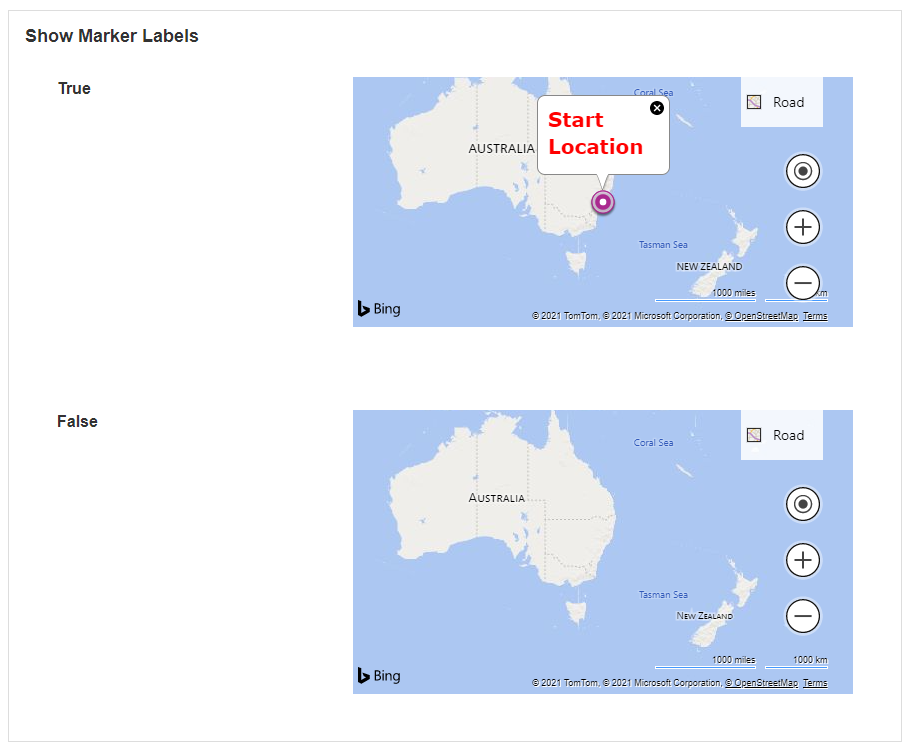 Show Marker Labels
True
Coral Sea
Road
Start
Location
AUSTRALIA
Tasman Sea
NEW ZEALAND
1000 miles
km
Bing
© 2021 TomTom, © 2021 Microsoft Corporation, © OpenStreetMap Terms
False
Coral Sea
Road
AUSTRALIA
Tasman Sea
NEW ZEALAND
1000 miles 1000 km
Bing
© 2021 TomTom, © 2021 Microsoft Corporation, © OpenStreetMap Terms